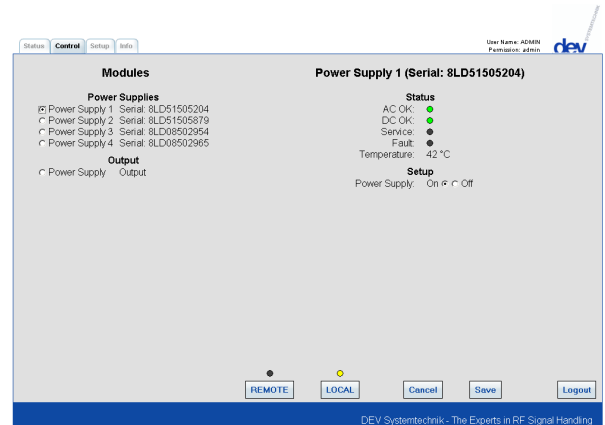 Status Control Setup Info
User Name: ADMIN
Permission: admin
dev
SYSTEMTECHNIK
Modules
Power Supplies
Power Supply 1 Serial: 8LD51505204
Power Supply 2 Serial: 8LD51505879
Power Supply 3 Serial: 8LD08502954
Power Supply 4 Serial: 8LD08502965
Output
Power Supply Output
Power Supply 1 (Serial: 8LD51505204)
Status
AC OK:
DC OK:
Service:
Fault:
Temperature: 42 °C
Setup
Power Supply: On Off
REMOTE LOCAL Cancel Save Logout
DEV Systemtechnik - The Experts in RF Signal Handling